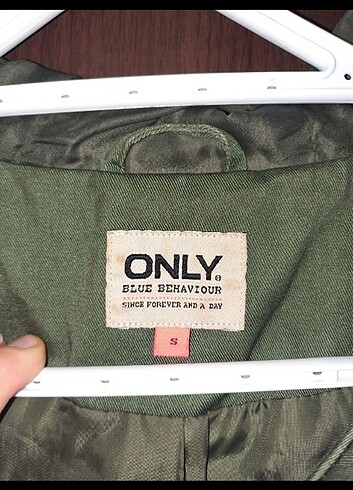 ONLY®
BLUE BEHAVIOUR
SINCE FOREVER AND A DAY
S